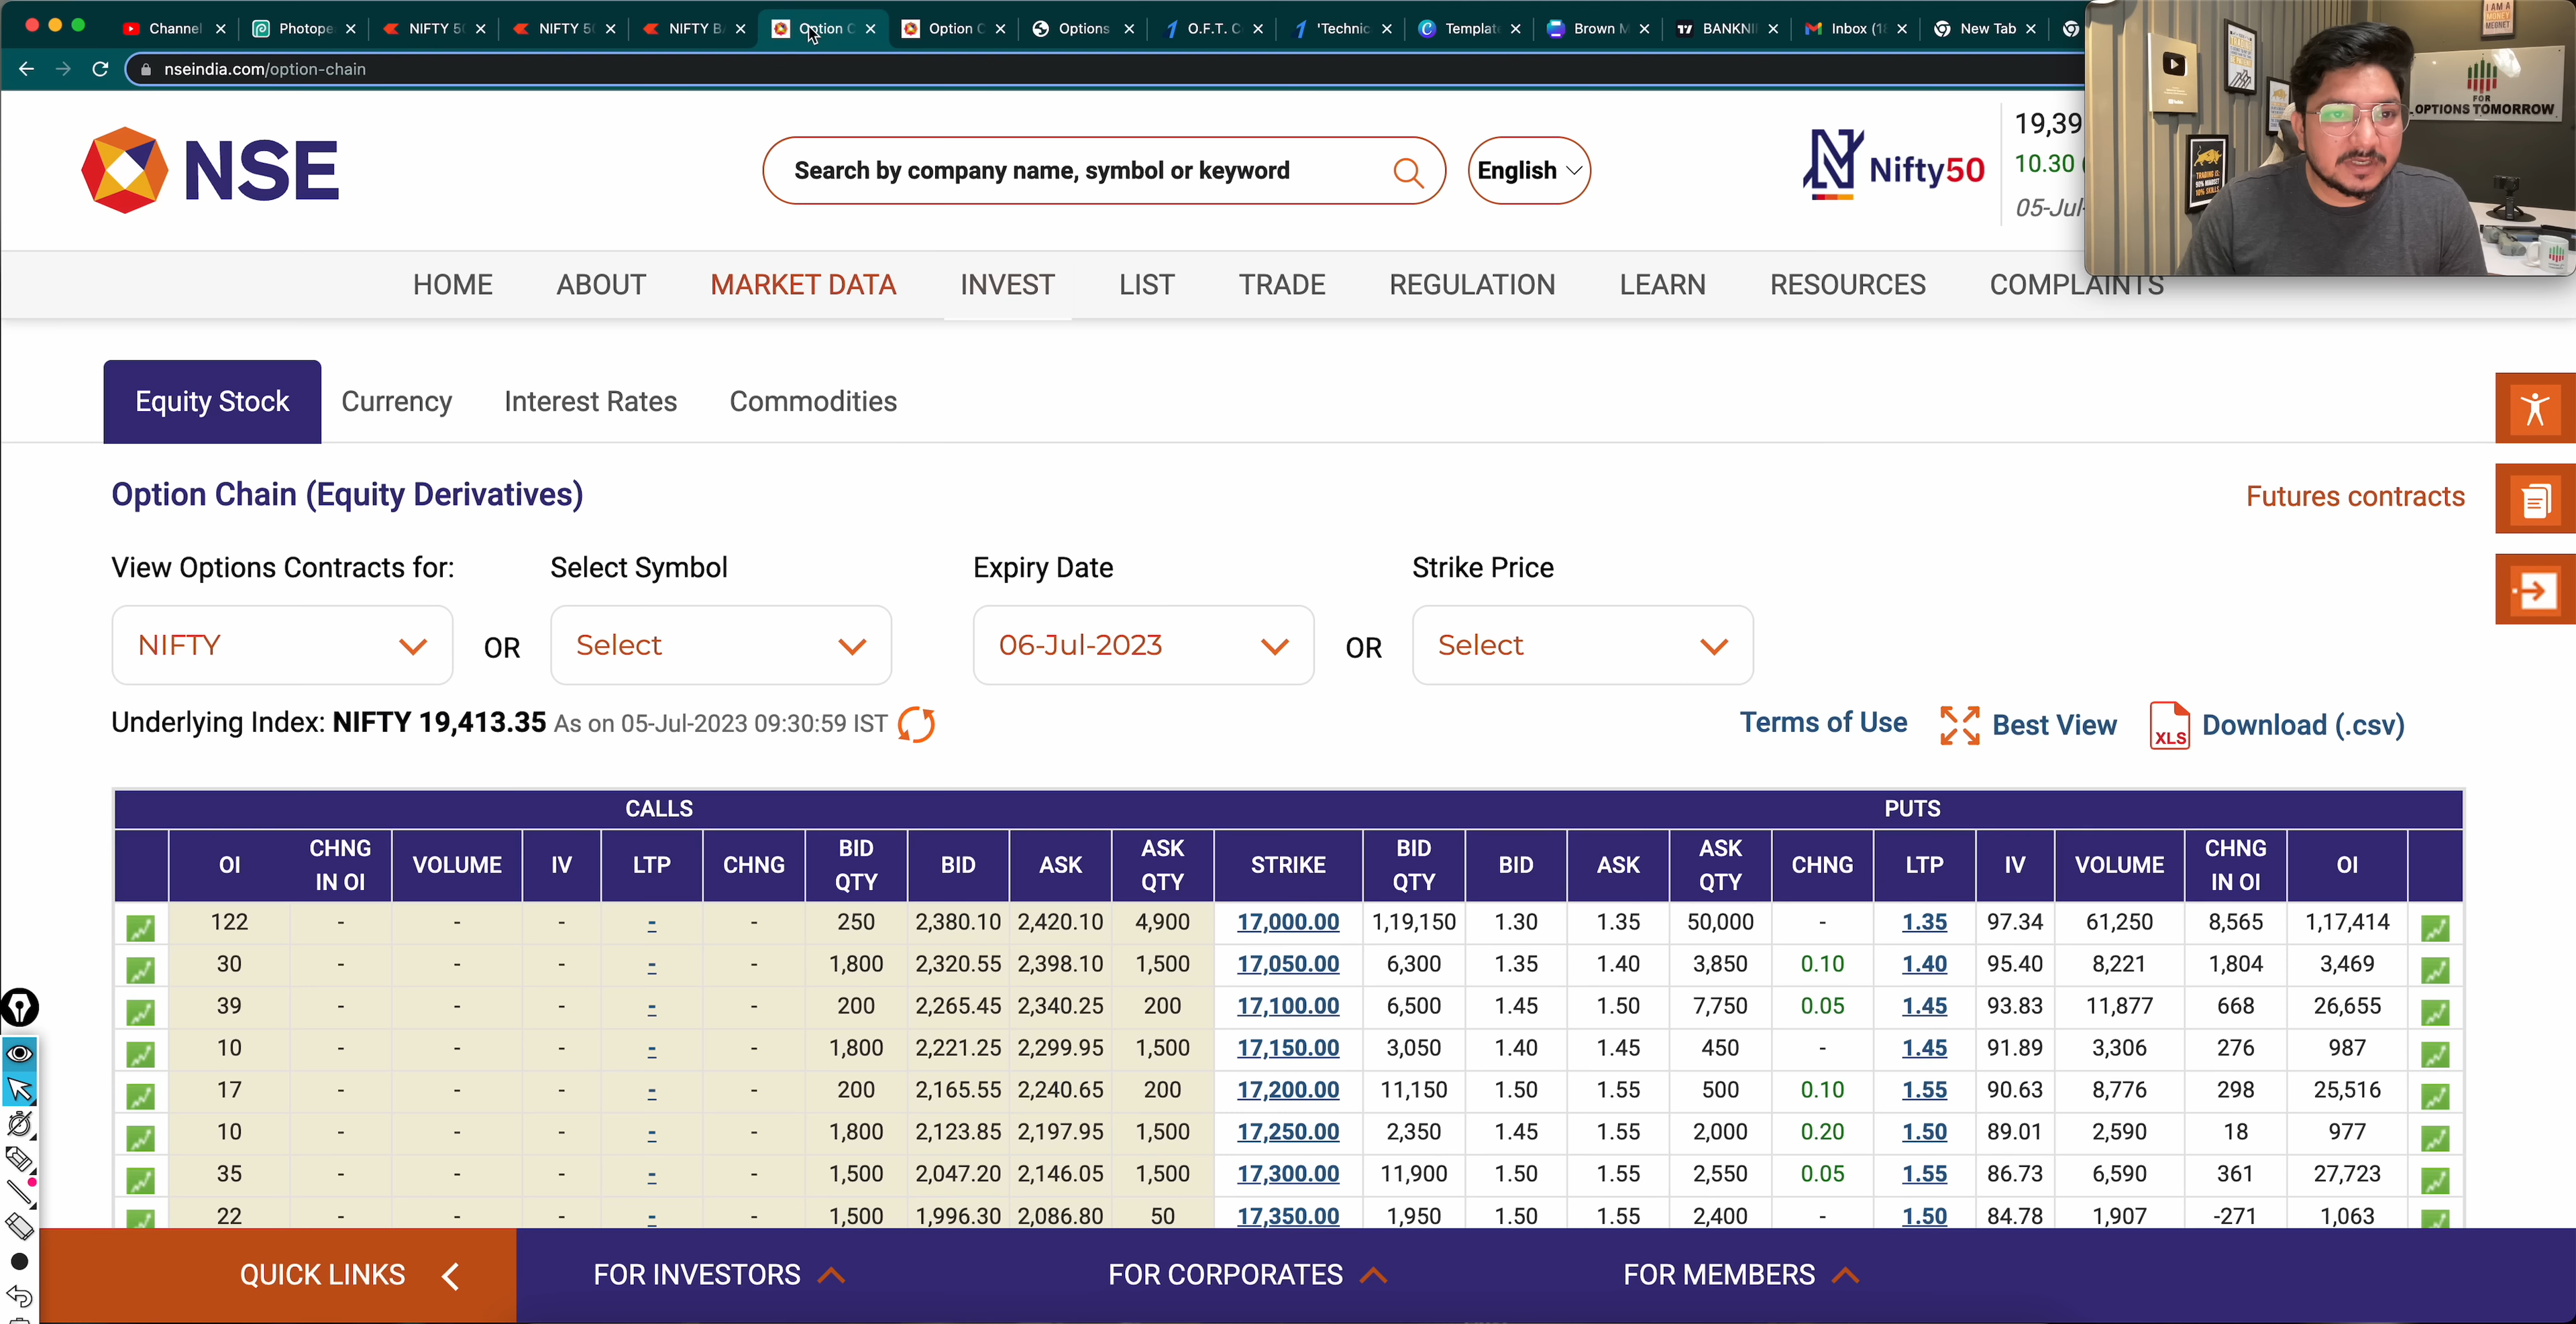 Channel Photope NIFTY 5 NIFTY 5 NIFTY B Option C Option C Options O.F.T. C 'Technic Template Brown M BANKNI Inbox (1 New Tab
nseindia.com/option-chain
I AM A
MONEY
MAGNET
FOR
OPTIONS TOMORROW
NSE
Search by company name, symbol or keyword
English
Nifty50
19,39
10.30
05-Jul-
HOME ABOUT MARKET DATA INVEST LIST TRADE REGULATION LEARN RESOURCES COMPLAINTS
Equity Stock Currency Interest Rates Commodities
Option Chain (Equity Derivatives)
Futures contracts
View Options Contracts for: Select Symbol Expiry Date Strike Price
NIFTY OR Select 06-Jul-2023 OR Select
Underlying Index: NIFTY 19,413.35 As on 05-Jul-2023 09:30:59 IST
Terms of Use Best View XLS Download (.csv)
CALLS PUTS
OI CHNG IN OI VOLUME IV LTP CHNG BID QTY BID ASK ASK QTY STRIKE BID QTY BID ASK ASK QTY CHNG LTP IV VOLUME CHNG IN OI OI
122 - - - - - 250 2,380.10 2,420.10 4,900 17,000.00 1,19,150 1.30 1.35 50,000 - 1.35 97.34 61,250 8,565 1,17,414
30 - - - - - 1,800 2,320.55 2,398.10 1,500 17,050.00 6,300 1.35 1.40 3,850 0.10 1.40 95.40 8,221 1,804 3,469
39 - - - - - 200 2,265.45 2,340.25 200 17,100.00 6,500 1.45 1.50 7,750 0.05 1.45 93.83 11,877 668 26,655
10 - - - - - 1,800 2,221.25 2,299.95 1,500 17,150.00 3,050 1.40 1.45 450 - 1.45 91.89 3,306 276 987
17 - - - - - 200 2,165.55 2,240.65 200 17,200.00 11,150 1.50 1.55 500 0.10 1.55 90.63 8,776 298 25,516
10 - - - - - 1,800 2,123.85 2,197.95 1,500 17,250.00 2,350 1.45 1.55 2,000 0.20 1.50 89.01 2,590 18 977
35 - - - - - 1,500 2,047.20 2,146.05 1,500 17,300.00 11,900 1.50 1.55 2,550 0.05 1.55 86.73 6,590 361 27,723
22 - - - - - 1,500 1,996.30 2,086.80 50 17,350.00 1,950 1.50 1.55 2,400 - 1.50 84.78 1,907 -271 1,063
QUICK LINKS FOR INVESTORS FOR CORPORATES FOR MEMBERS